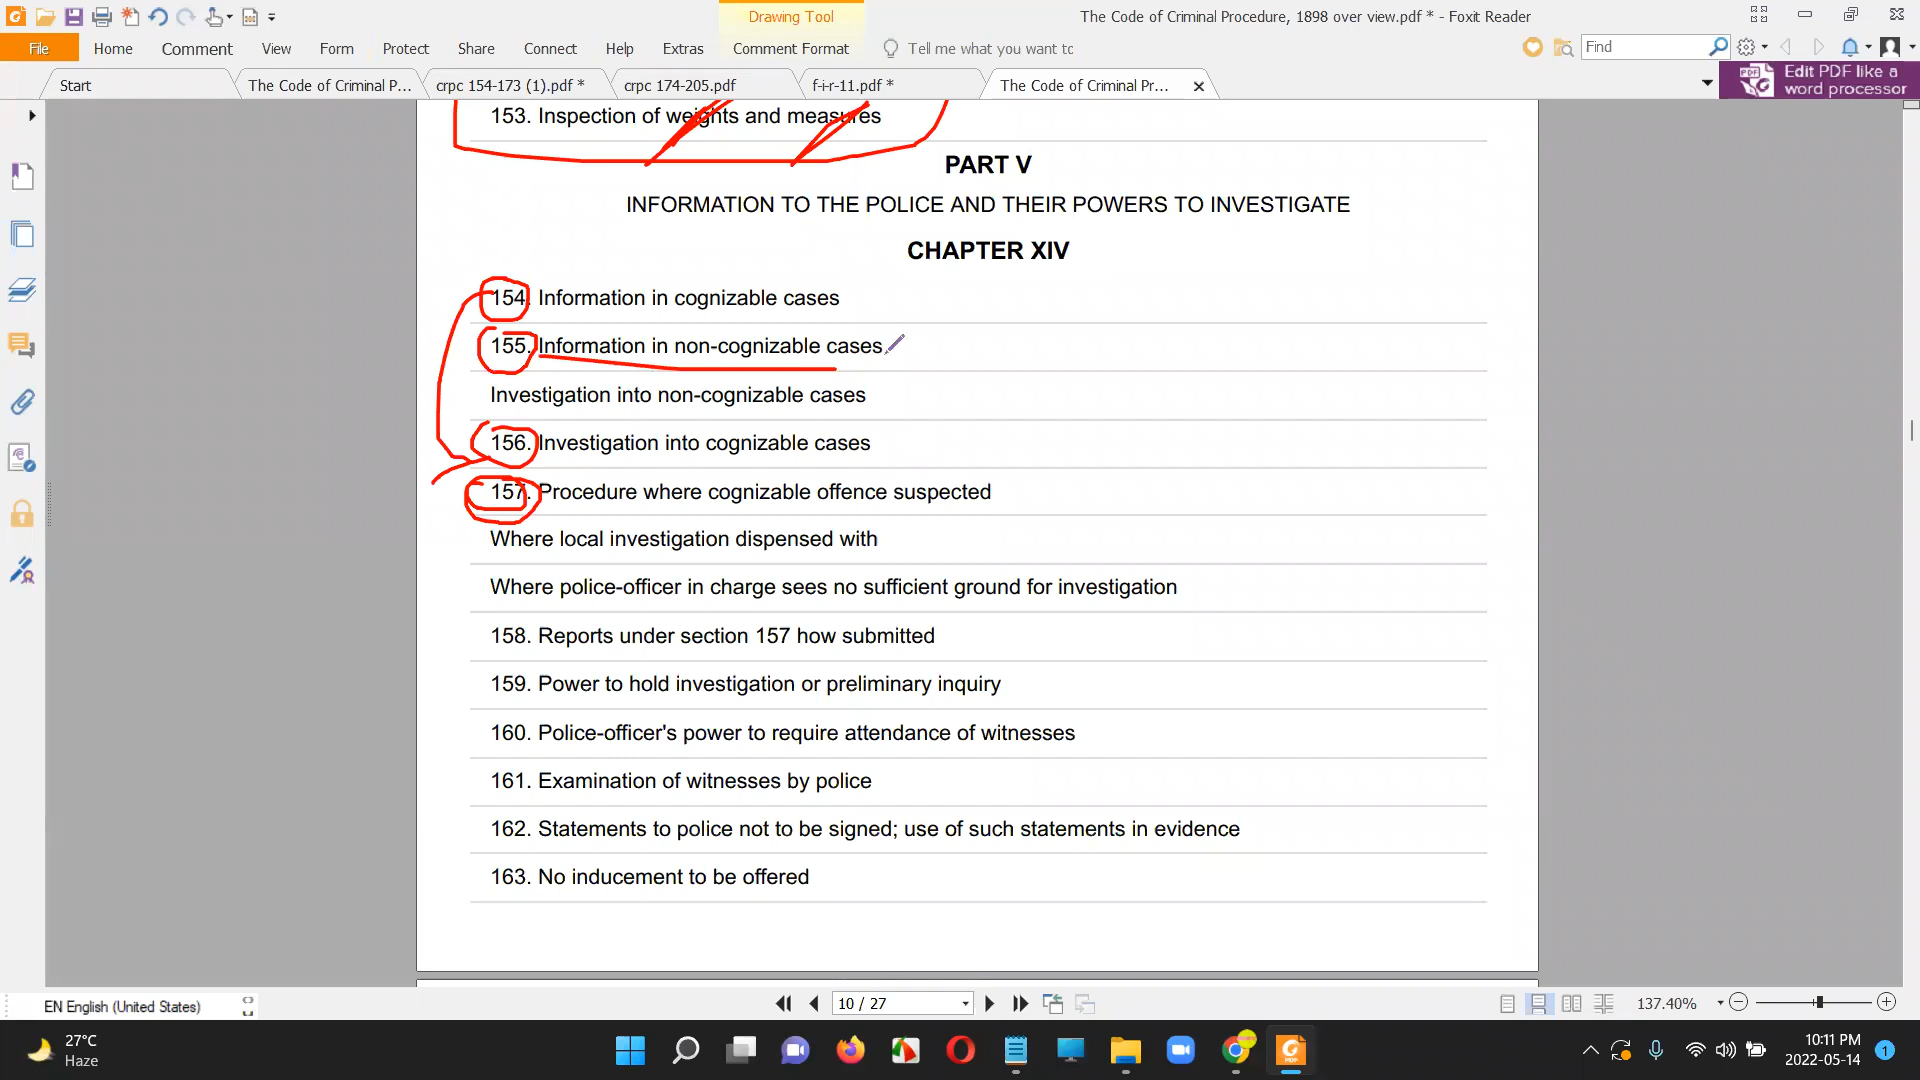 Drawing Tool
The Code of Criminal Procedure, 1898 over view.pdf * - Foxit Reader
File Home Comment View Form Protect Share Connect Help Extras Comment Format Tell me what you want tc Find
Start The Code of Criminal P... crpc 154-173 (1).pdf * crpc 174-205.pdf f-i-r-11.pdf * The Code of Criminal Pr...
Edit PDF like a
word processor
153. Inspection of weights and measures
PART V
INFORMATION TO THE POLICE AND THEIR POWERS TO INVESTIGATE
CHAPTER XIV
154. Information in cognizable cases
155. Information in non-cognizable cases
Investigation into non-cognizable cases
156. Investigation into cognizable cases
157. Procedure where cognizable offence suspected
Where local investigation dispensed with
Where police-officer in charge sees no sufficient ground for investigation
158. Reports under section 157 how submitted
159. Power to hold investigation or preliminary inquiry
160. Police-officer's power to require attendance of witnesses
161. Examination of witnesses by police
162. Statements to police not to be signed; use of such statements in evidence
163. No inducement to be offered
EN English (United States)
10 / 27
137.40%
27°C
Haze
10:11 PM
2022-05-14
1